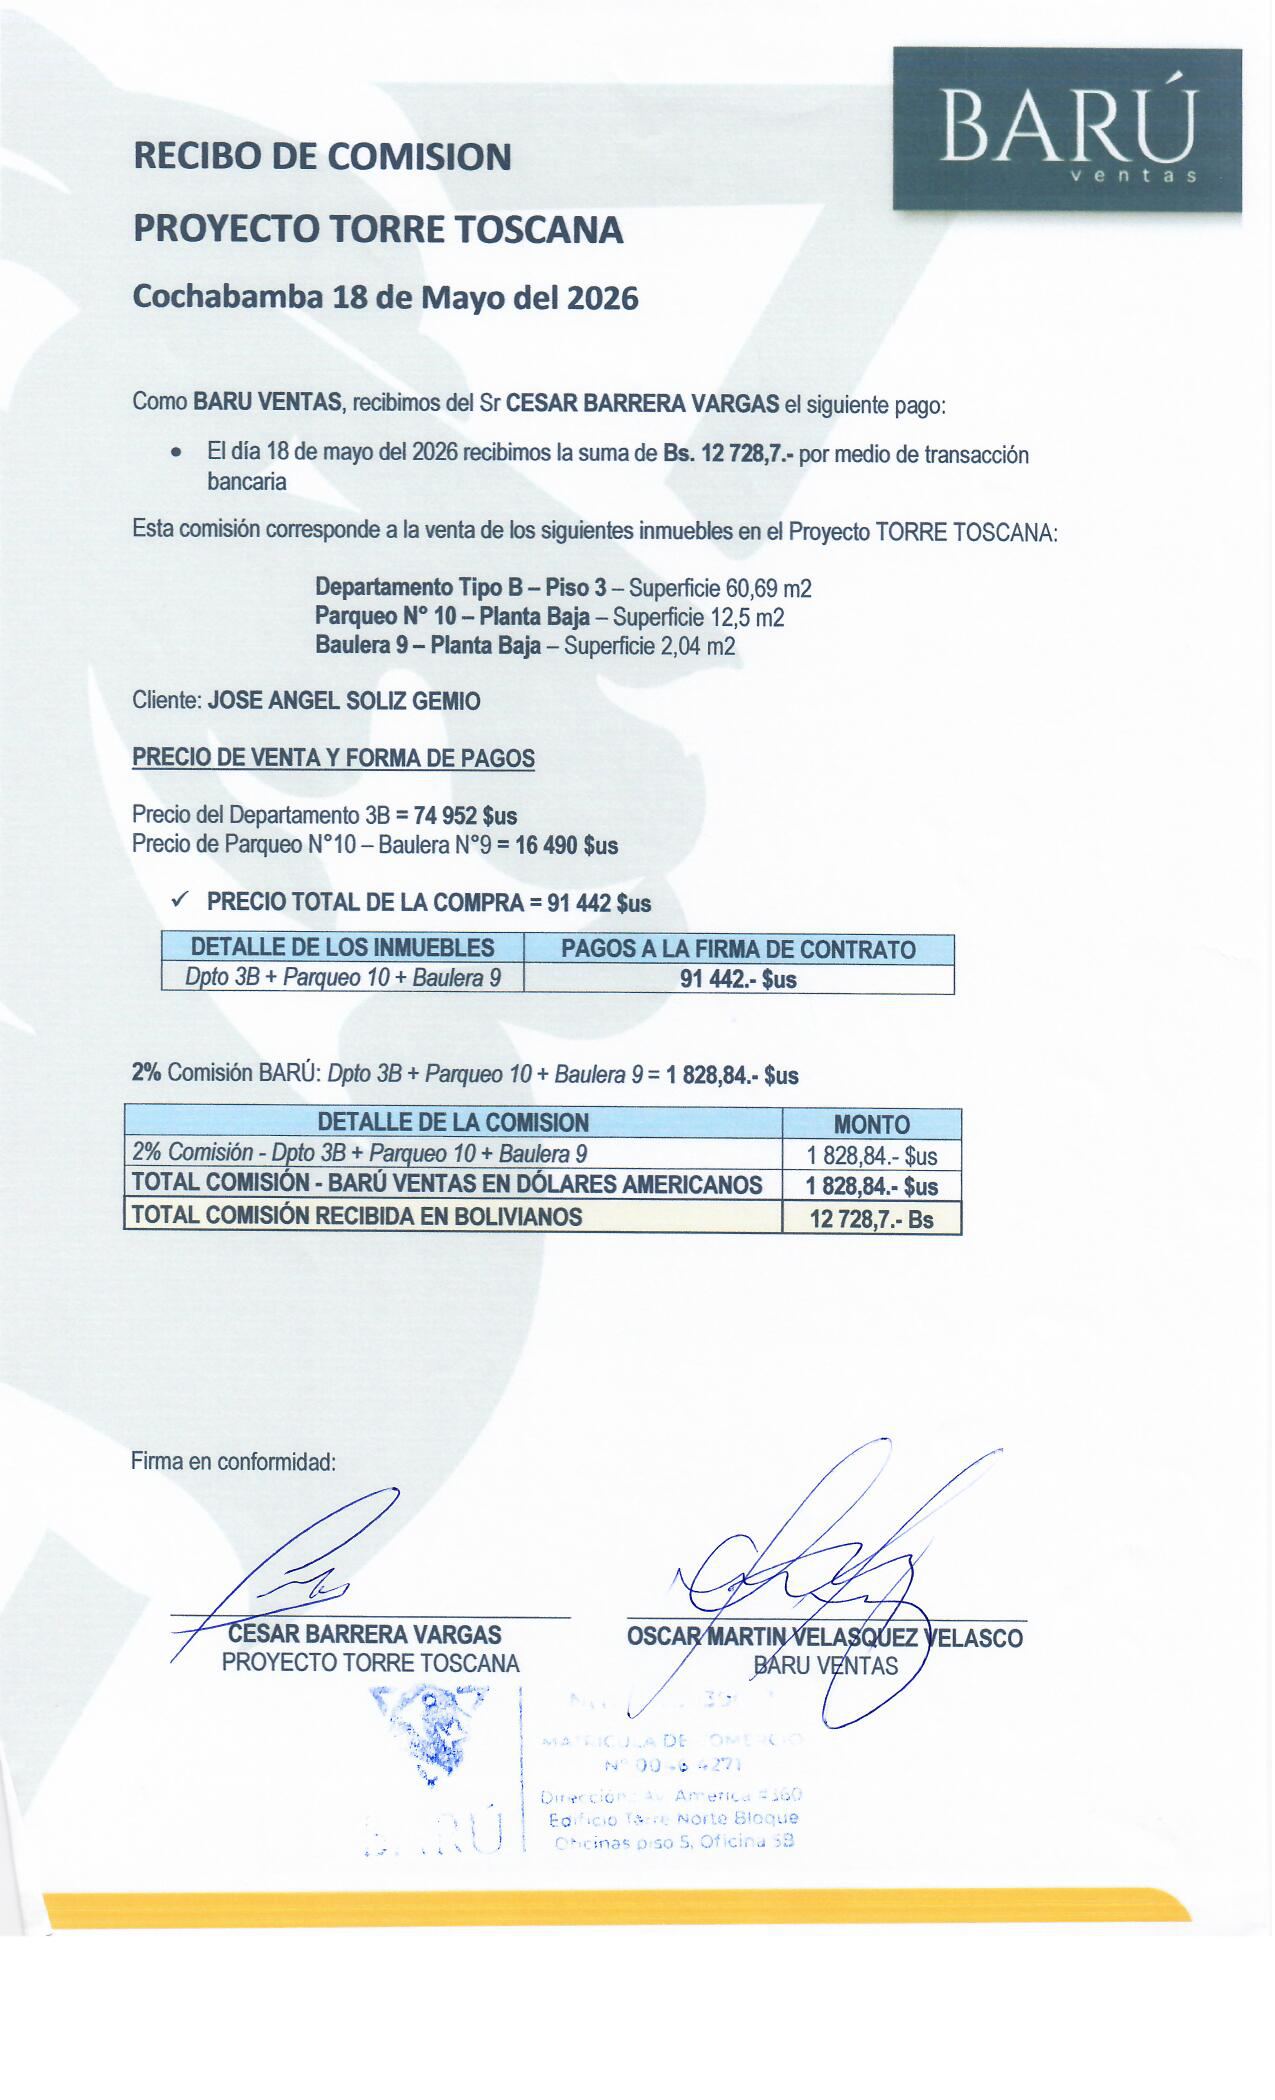 BARÚ
ventas
RECIBO DE COMISION
PROYECTO TORRE TOSCANA
Cochabamba 18 de Mayo del 2026
Como BARU VENTAS, recibimos del Sr CESAR BARRERA VARGAS el siguiente pago:
• El día 18 de mayo del 2026 recibimos la suma de Bs. 12 728,7.- por medio de transacción
bancaria
Esta comisión corresponde a la venta de los siguientes inmuebles en el Proyecto TORRE TOSCANA:
Departamento Tipo B – Piso 3 – Superficie 60,69 m2
Parqueo N° 10 – Planta Baja – Superficie 12,5 m2
Baulera 9 – Planta Baja – Superficie 2,04 m2
Cliente: JOSE ANGEL SOLIZ GEMIO
PRECIO DE VENTA Y FORMA DE PAGOS
Precio del Departamento 3B = 74 952 $us
Precio de Parqueo N°10 – Baulera N°9 = 16 490 $us
✓ PRECIO TOTAL DE LA COMPRA = 91 442 $us
DETALLE DE LOS INMUEBLES PAGOS A LA FIRMA DE CONTRATO
Dpto 3B + Parqueo 10 + Baulera 9 91 442.- $us
2% Comisión BARÚ: Dpto 3B + Parqueo 10 + Baulera 9 = 1 828,84.- $us
DETALLE DE LA COMISION MONTO
2% Comisión - Dpto 3B + Parqueo 10 + Baulera 9 1 828,84.- $us
TOTAL COMISIÓN - BARÚ VENTAS EN DÓLARES AMERICANOS 1 828,84.- $us
TOTAL COMISIÓN RECIBIDA EN BOLIVIANOS 12 728,7.- Bs
Firma en conformidad:
CESAR BARRERA VARGAS OSCAR MARTIN VELASQUEZ VELASCO
PROYECTO TORRE TOSCANA BARU VENTAS
MATRICULA DE COMERCIO
Dirección: Av. America
Edificio Torre Norte Bloque
Oficinas piso 5, Oficina 5B
BARÚ